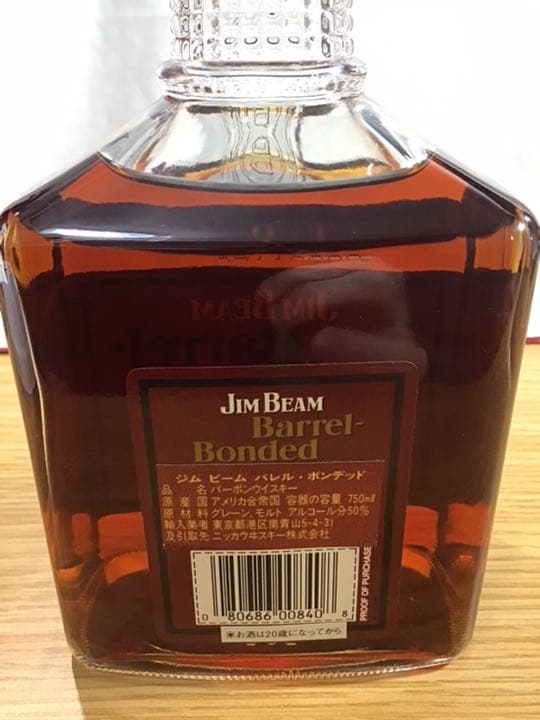 JIM BEAM
Barrel-
Bonded
ジム ビーム バレル・ボンデッド
品 名 バーボンウイスキー
原産国 アメリカ合衆国 容器の容量 750ml
原材料 グレーン、モルト アルコール分50%
輸入業者 東京都港区南青山5-4-31
及引取先 ニッカウヰスキー株式会社
0 80686 00840 8
PROOF OF PURCHASE
※お酒は20歳になってから